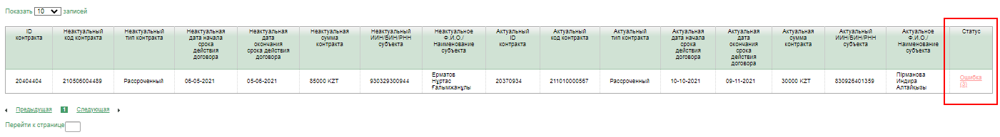 Показать 10 записей
ID контракта
Неактуальный код контракта
Неактуальный тип контракта
Неактуальная дата начала срока действия договора
Неактуальная дата окончания срока действия договора
Неактуальная сумма контракта
Неактуальный ИИН/БИН/РНН субъекта
Неактуальное Ф.И.О./ Наименование субъекта
Актуальный ID контракта
Актуальный код контракта
Актуальный тип контракта
Актуальная дата начала срока действия договора
Актуальная дата окончания срока действия договора
Актуальная сумма контракта
Актуальный ИИН/БИН/РНН субъекта
Актуальное Ф.И.О./ Наименование субъекта
Статус
20404404
210506004489
Рассроченный
06-05-2021
05-06-2021
85000 KZT
930329300944
Ерматов
Нұртас
Ғалымжанұлы
20370934
211010000567
Рассроченный
10-10-2021
09-11-2021
30000 KZT
830926401359
Пірманова
Индира
Алтайқызы
Ошибка
(3)
Предыдущая 1 Следующая
Перейти к странице